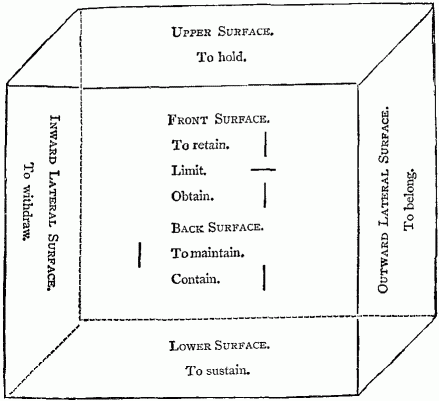 UPPER SURFACE.
To hold.
INWARD LATERAL SURFACE.
To withdraw.
FRONT SURFACE.
To retain.
Limit.
Obtain.
BACK SURFACE.
To maintain.
Contain.
OUTWARD LATERAL SURFACE.
To belong.
LOWER SURFACE.
To sustain.